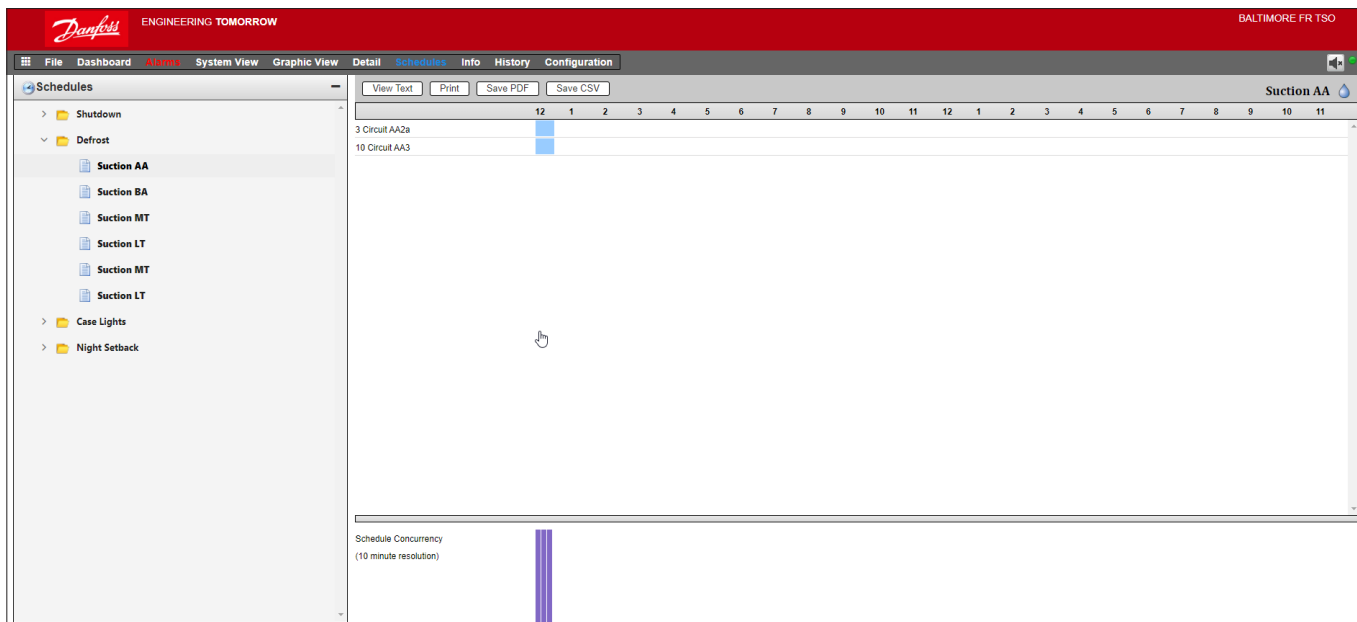 Danfoss ENGINEERING TOMORROW BALTIMORE FR TSO
File Dashboard Alarms System View Graphic View Detail Schedules Info History Configuration
Schedules
View Text Print Save PDF Save CSV Suction AA
Shutdown
Defrost
Suction AA
Suction BA
Suction MT
Suction LT
Suction MT
Suction LT
Case Lights
Night Setback
12 1 2 3 4 5 6 7 8 9 10 11 12 1 2 3 4 5 6 7 8 9 10 11
3 Circuit AA2a
10 Circuit AA3
Schedule Concurrency
(10 minute resolution)